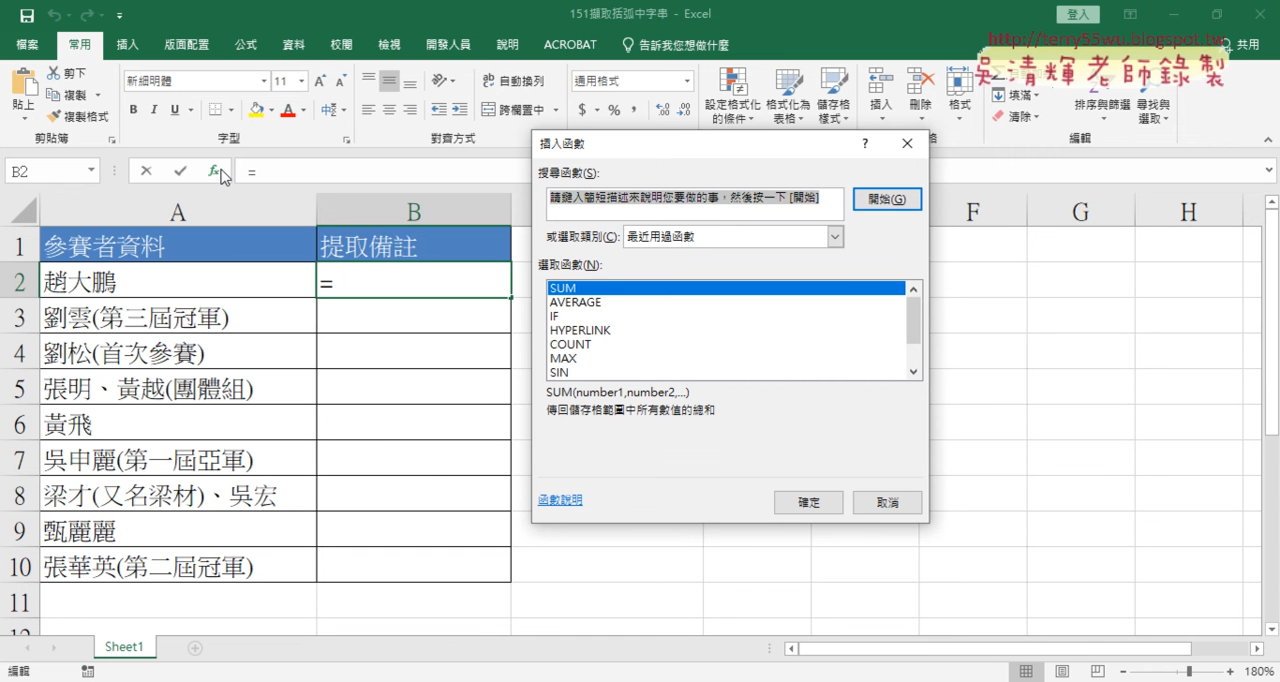 151擷取括弧中字串 - Excel
登入
檔案
常用
插入
版面配置
公式
資料
校閱
檢視
開發人員
說明
ACROBAT
告訴我您想做什麼
共用
http://terry55wu.blogspot.tw
吳清輝老師錄製
貼上
剪下
複製
複製格式
剪貼簿
新細明體
11
B I U
字型
自動換列
跨欄置中
對齊方式
通用格式
$ %
設定格式化的條件
格式化為表格
儲存格樣式
插入
刪除
格式
填滿
清除
排序與篩選
尋找與選取
編輯
B2
fx
=
A B F G H
1 參賽者資料 提取備註
2 趙大鵬 =
3 劉雲(第三屆冠軍)
4 劉松(首次參賽)
5 張明、黃越(團體組)
6 黃飛
7 吳申麗(第一屆亞軍)
8 梁才(又名梁材)、吳宏
9 甄麗麗
10 張華英(第二屆冠軍)
11
插入函數
?
搜尋函數(S):
請鍵入簡短描述來說明您要做的事，然後按一下 [開始]
開始(G)
或選取類別(C): 最近用過函數
選取函數(N):
SUM
AVERAGE
IF
HYPERLINK
COUNT
MAX
SIN
SUM(number1,number2,...)
傳回儲存格範圍中所有數值的總和
函數說明
確定
取消
Sheet1
編輯
180%